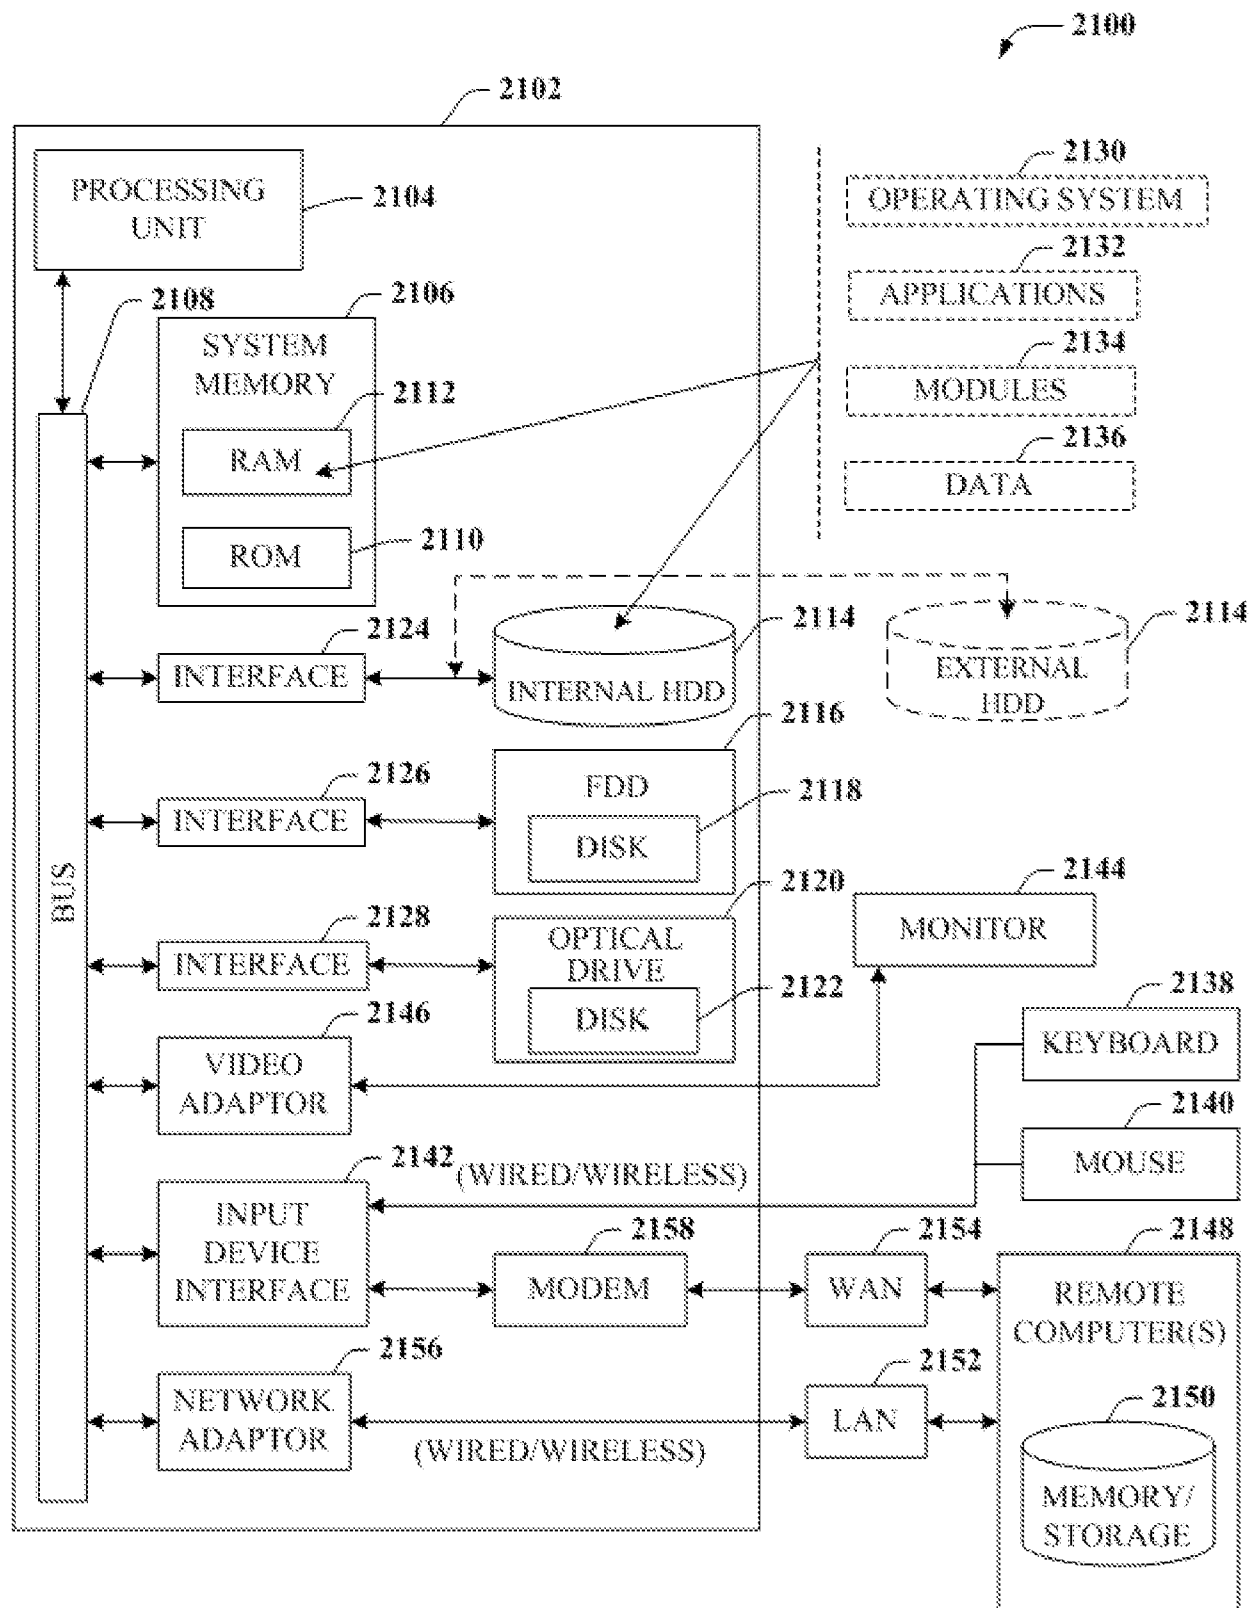 2100
2102
PROCESSING
UNIT
2104
2130
OPERATING SYSTEM
2132
APPLICATIONS
2134
MODULES
2136
DATA
2108
2106
SYSTEM
MEMORY
2112
RAM
2110
ROM
2124
INTERFACE
2114
INTERNAL HDD
2114
EXTERNAL
HDD
2126
INTERFACE
2116
FDD
2118
DISK
BUS
2128
INTERFACE
2120
OPTICAL
DRIVE
2122
DISK
2144
MONITOR
2146
VIDEO
ADAPTOR
2138
KEYBOARD
2140
MOUSE
2142
(WIRED/WIRELESS)
INPUT
DEVICE
INTERFACE
2158
MODEM
2154
WAN
2148
REMOTE
COMPUTER(S)
2156
NETWORK
ADAPTOR
(WIRED/WIRELESS)
2152
LAN
2150
MEMORY/
STORAGE